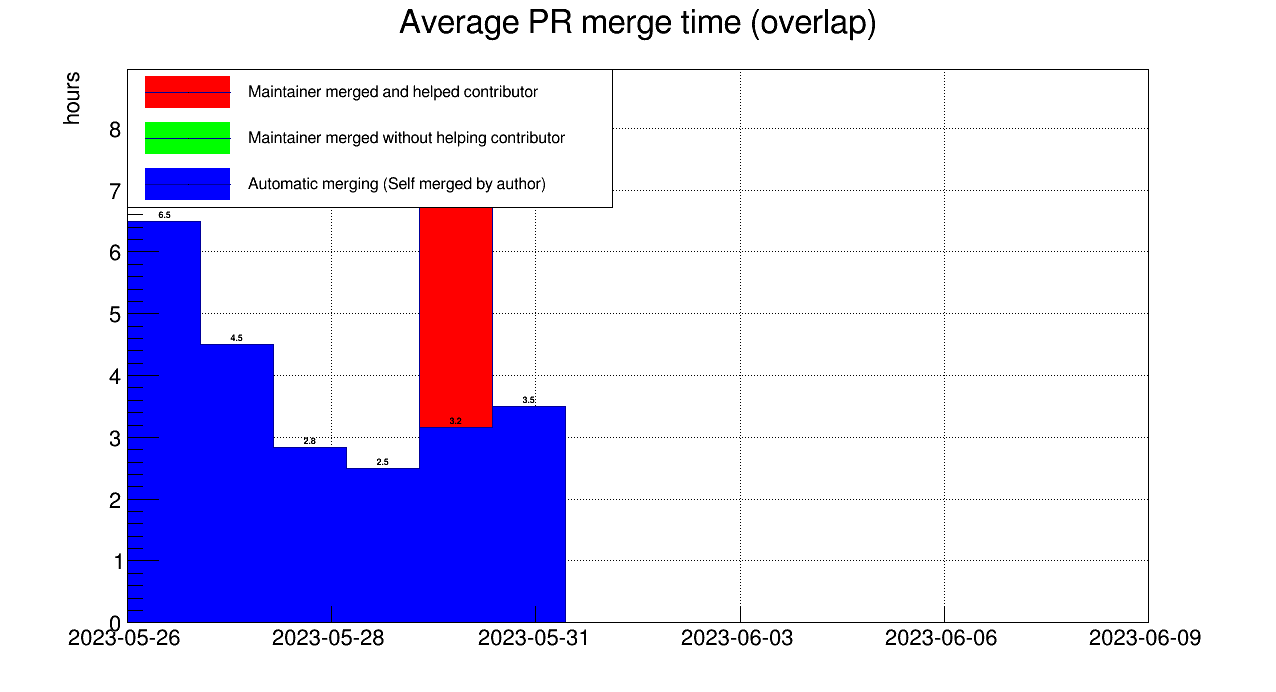 Average PR merge time (overlap)
hours
Maintainer merged and helped contributor
Maintainer merged without helping contributor
Automatic merging (Self merged by author)
8
7
6
5
4
3
2
1
0
6.5
4.5
2.8
2.5
3.2
3.5
2023-05-26 2023-05-28 2023-05-31 2023-06-03 2023-06-06 2023-06-09